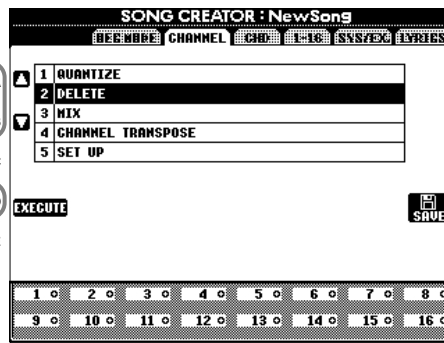 SONG CREATOR : NewSong
REC MODE CHANNEL CHD 1-16 SYS/EX. LYRICS
1 QUANTIZE
2 DELETE
3 MIX
4 CHANNEL TRANSPOSE
5 SET UP
EXECUTE
SAVE
1 2 3 4 5 6 7 8
9 10 11 12 13 14 15 16